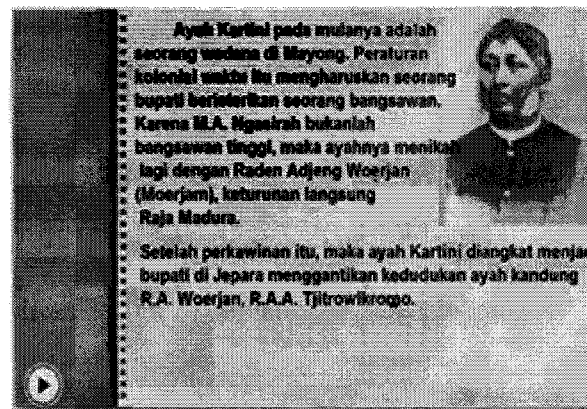 Ayah Kartini pada mulanya adalah
seorang wedana di Mayong. Peraturan
kolonial waktu itu mengharuskan seorang
bupati beristerikan seorang bangsawan.
Karena M.A. Ngasirah bukanlah
bangsawan tinggi, maka ayahnya menikah
lagi dengan Raden Adjeng Woerjan
(Moerjam), keturunan langsung
Raja Madura.
Setelah perkawinan itu, maka ayah Kartini diangkat menjad
bupati di Jepara menggantikan kedudukan ayah kandung
R.A. Woerjan, R.A.A. Tjitrowikromo.